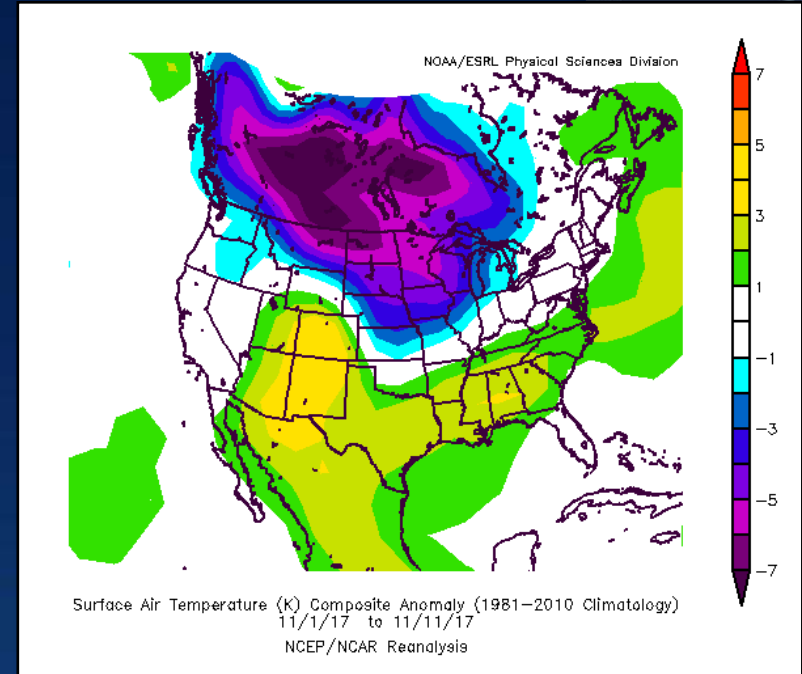 NOAA/ESRL Physical Sciences Division
7
5
3
1
−1
−3
−5
−7
Surface Air Temperature (K) Composite Anomaly (1981−2010 Climatology)
11/1/17 to 11/11/17
NCEP/NCAR Reanalysis